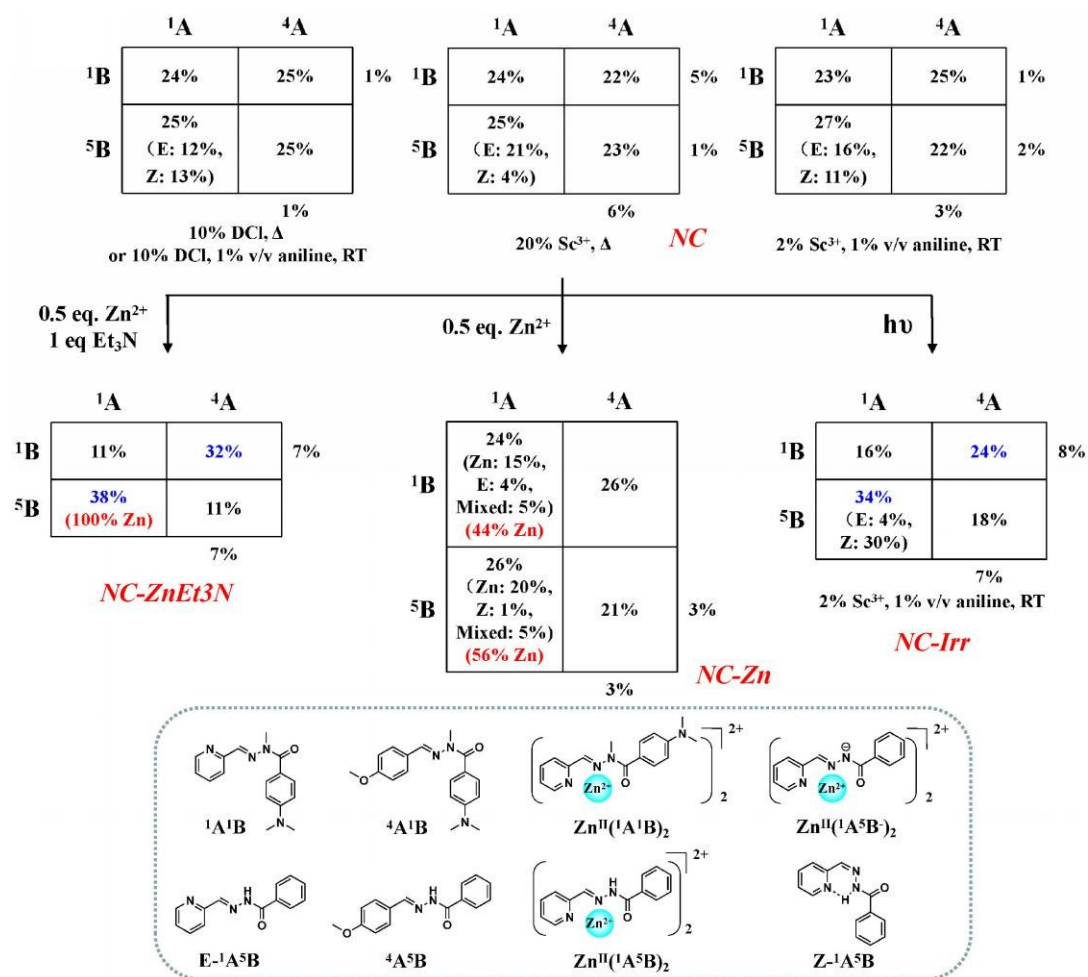 ¹A ⁴A
¹B 24% 25% 1%
⁵B 25%
(E: 12%,
Z: 13%)
25%
1%
10% DCl, Δ
or 10% DCl, 1% v/v aniline, RT
¹A ⁴A
¹B 24% 22% 5%
⁵B 25%
(E: 21%,
Z: 4%)
23% 1%
6%
20% Sc³⁺, Δ
NC
¹A ⁴A
¹B 23% 25% 1%
⁵B 27%
(E: 16%,
Z: 11%)
22% 2%
3%
2% Sc³⁺, 1% v/v aniline, RT
0.5 eq. Zn²⁺
1 eq Et₃N
0.5 eq. Zn²⁺
hυ
¹A ⁴A
¹B 11% 32% 7%
⁵B 38%
(100% Zn)
11%
7%
NC-ZnEt3N
¹A ⁴A
¹B 24%
(Zn: 15%,
E: 4%,
Mixed: 5%)
(44% Zn)
26%
⁵B 26%
(Zn: 20%,
Z: 1%,
Mixed: 5%)
(56% Zn)
21% 3%
3%
NC-Zn
¹A ⁴A
¹B 16% 24% 8%
⁵B 34%
(E: 4%,
Z: 30%)
18%
7%
2% Sc³⁺, 1% v/v aniline, RT
NC-Irr
N N N O N
¹A¹B
O N N O N
⁴A¹B
N N N O N Zn²⁺ 2 2+
Znᴵᴵ(¹A¹B)₂
N N N ⊖ O Zn²⁺ 2 2+
Znᴵᴵ(¹A⁵B⁻)₂
N N H N O
E-¹A⁵B
O N H N O
⁴A⁵B
N N H N O Zn²⁺ 2 2+
Znᴵᴵ(¹A⁵B)₂
N N N H O
Z-¹A⁵B